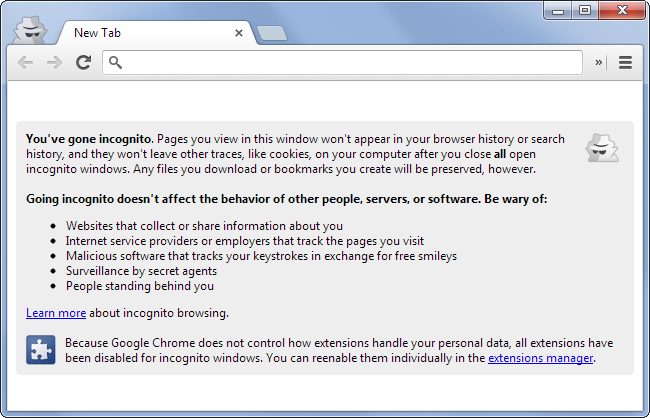 New Tab
You've gone incognito. Pages you view in this window won't appear in your browser history or search
history, and they won't leave other traces, like cookies, on your computer after you close all open
incognito windows. Any files you download or bookmarks you create will be preserved, however.
Going incognito doesn't affect the behavior of other people, servers, or software. Be wary of:
• Websites that collect or share information about you
• Internet service providers or employers that track the pages you visit
• Malicious software that tracks your keystrokes in exchange for free smileys
• Surveillance by secret agents
• People standing behind you
Learn more about incognito browsing.
Because Google Chrome does not control how extensions handle your personal data, all extensions have
been disabled for incognito windows. You can reenable them individually in the extensions manager.